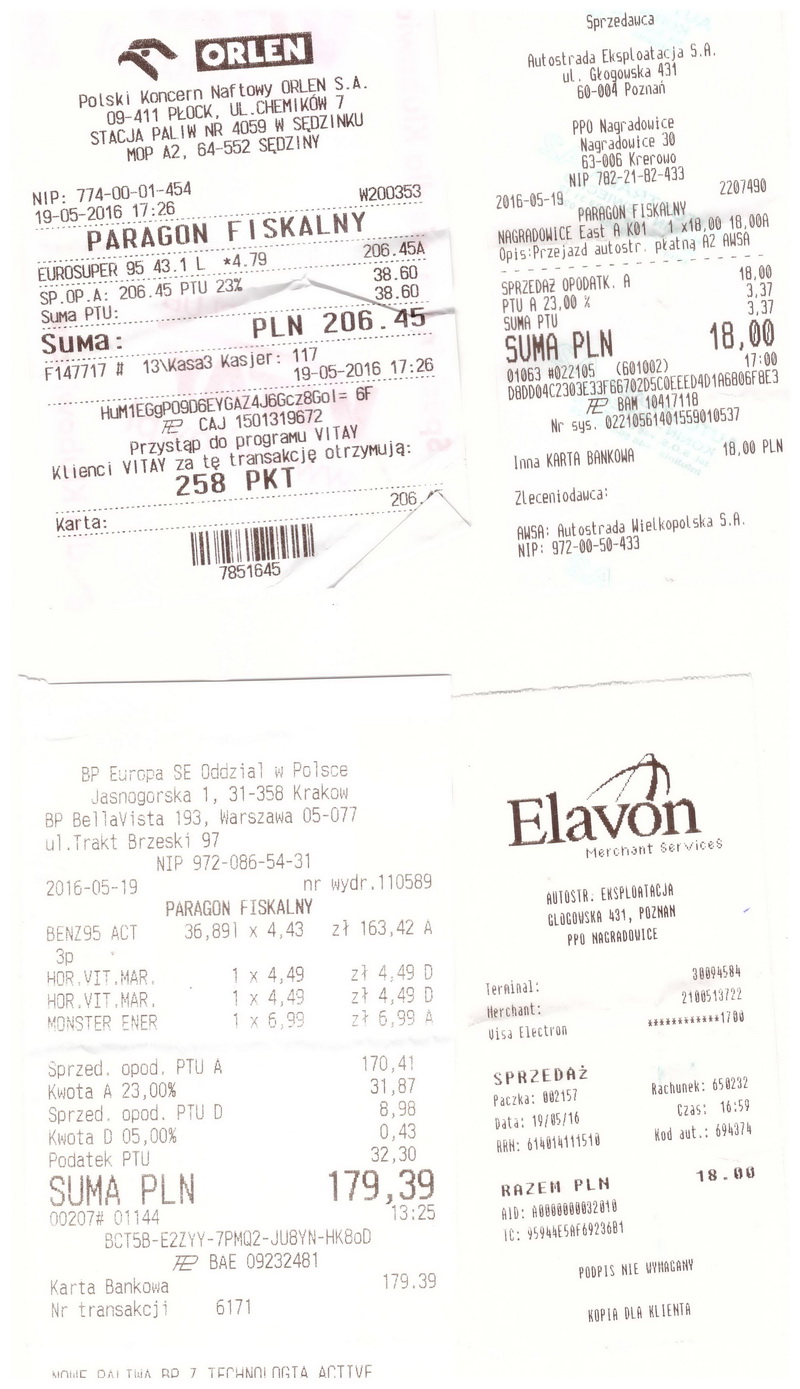 ORLEN
Polski Koncern Naftowy ORLEN S.A.
09-411 PŁOCK, UL.CHEMIKÓW 7
STACJA PALIW NR 4059 W SĘDZINKU
MOP A2, 64-552 SĘDZINY
NIP: 774-00-01-454 W200353
19-05-2016 17:26
PARAGON FISKALNY
EUROSUPER 95 43.1 L *4.79 206.45A
SP.OP.A: 206.45 PTU 23% 38.60
Suma PTU: 38.60
Suma: PLN 206.45
F147717 # 13\Kasa3 Kasjer: 117
19-05-2016 17:26
HuM1EGgPO9D6EYGAZ4J6Gcz8Gol= 6F
CAJ 1501319672
Przystąp do programu VITAY
Klienci VITAY za tę transakcję otrzymują:
258 PKT
Karta: 206.
7851645
Sprzedawca
Autostrada Eksploatacja S.A.
ul. Głogowska 431
60-004 Poznań
PPO Nagradowice
Nagradowice 30
63-006 Krerowo
NIP 782-21-82-433
2016-05-19 2207490
PARAGON FISKALNY
NAGRADOWICE East A K01 1 x18,00 18,00A
Opis:Przejazd autostr. płatną A2 AWSA
SPRZEDAŻ OPODATK. A 18,00
PTU A 23,00 % 3,37
SUMA PTU 3,37
SUMA PLN 18,00
01063 #022105 (601002) 17:00
D8DD04C2303E33F66702D5C0EEED4D1A6806F8E3
BAM 10417118
Nr sys. 02210561401559010537
Inna KARTA BANKOWA 18,00 PLN
Zleceniodawca:
AWSA: Autostrada Wielkopolska S.A.
NIP: 972-00-50-433
BP Europa SE Oddzial w Polsce
Jasnogorska 1, 31-358 Krakow
BP BellaVista 193, Warszawa 05-077
ul.Trakt Brzeski 97
NIP 972-086-54-31
2016-05-19 nr wydr.110589
PARAGON FISKALNY
BENZ95 ACT 36,89l x 4,43 zł 163,42 A
3p
HOR.VIT.MAR. 1 x 4,49 zł 4,49 D
HOR.VIT.MAR. 1 x 4,49 zł 4,49 D
MONSTER ENER 1 x 6,99 zł 6,99 A
Sprzed. opod. PTU A 170,41
Kwota A 23,00% 31,87
Sprzed. opod. PTU D 8,98
Kwota D 05,00% 0,43
Podatek PTU 32,30
SUMA PLN 179,39
00207# 01144 13:25
BCT5B-E2ZYY-7PMQ2-JU8YN-HK8oD
BAE 09232481
Karta Bankowa 179.39
Nr transakcji 6171
NOWE PALIWA BP Z TECHNOLOGIĄ ACTIVE
Elavon
Merchant Services
AUTOSTR. EKSPLOATACJA
GLOGOWSKA 431, POZNAN
PPO NAGRADOWICE
Terminal: 30094584
Merchant: 2100513722
Visa Electron ************1700
SPRZEDAŻ
Paczka: 002157 Rachunek: 650232
Data: 19/05/16 Czas: 16:59
RRN: 614014111510 Kod aut.: 694374
RAZEM PLN 18.00
AID: A0000000032010
TC: 95944E5AF69236B1
PODPIS NIE WYMAGANY
KOPIA DLA KLIENTA